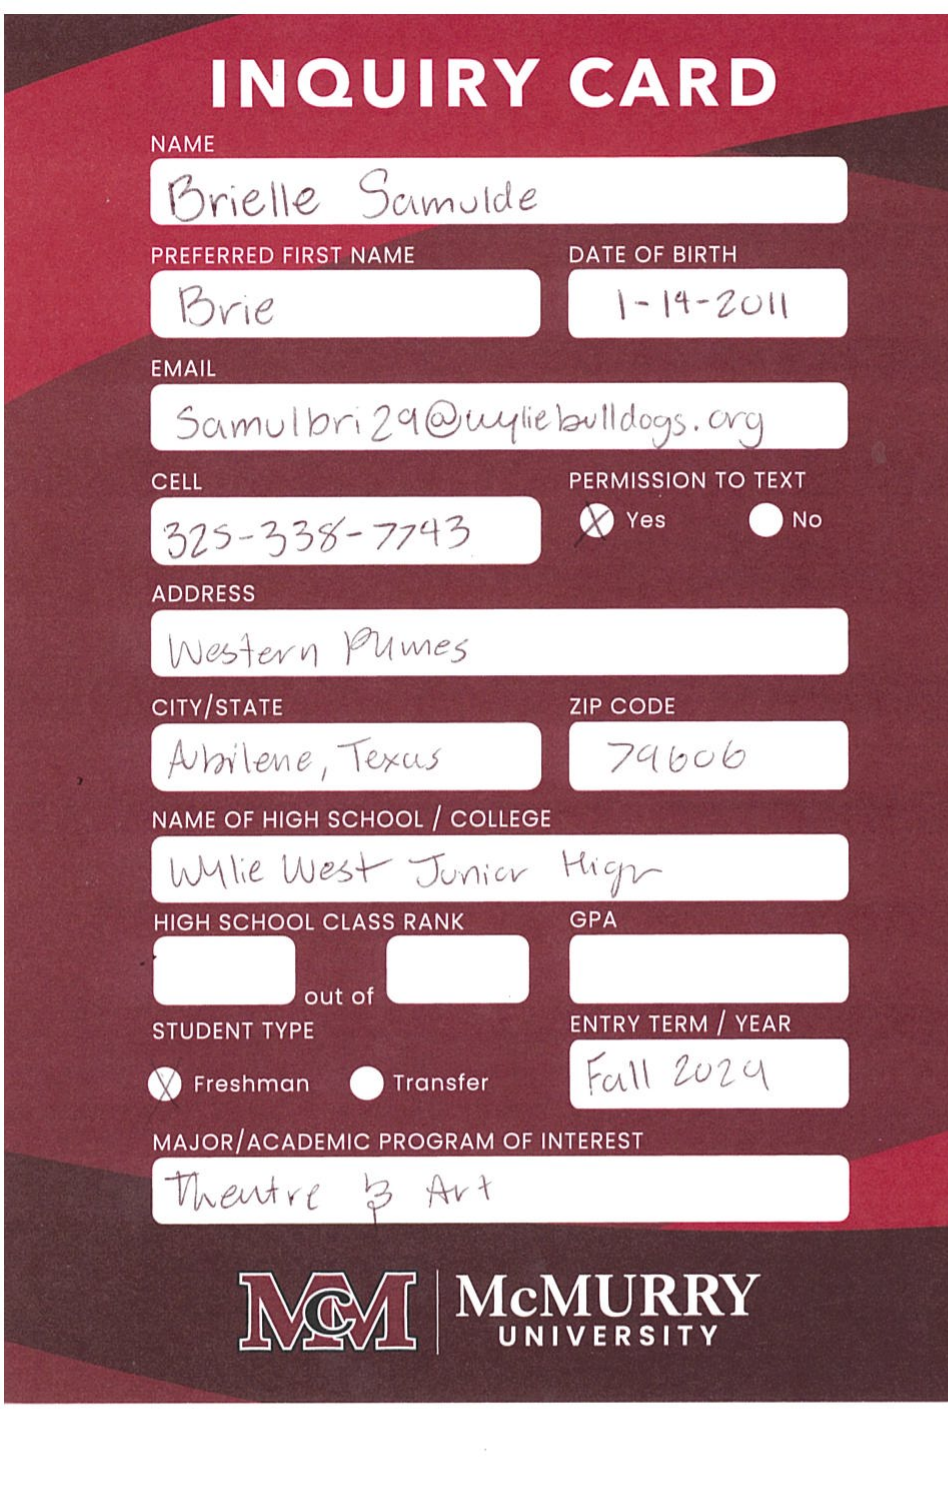 INQUIRY CARD
NAME
Brielle Samulde
PREFERRED FIRST NAME
DATE OF BIRTH
Brie
1-14-2011
EMAIL
Samulbri29@wyliebulldogs.org
CELL
PERMISSION TO TEXT
325-338-7743
Yes
No
ADDRESS
Western
CITY/STATE
ZIP CODE
Abilene, Texas
79606
NAME OF HIGH SCHOOL / COLLEGE
Wylie West Junior High
HIGH SCHOOL CLASS RANK
GPA
out of
STUDENT TYPE
ENTRY TERM / YEAR
Freshman
Transfer
Fall 2029
MAJOR/ACADEMIC PROGRAM OF INTEREST
Theatre & Art
McM
McMURRY
UNIVERSITY